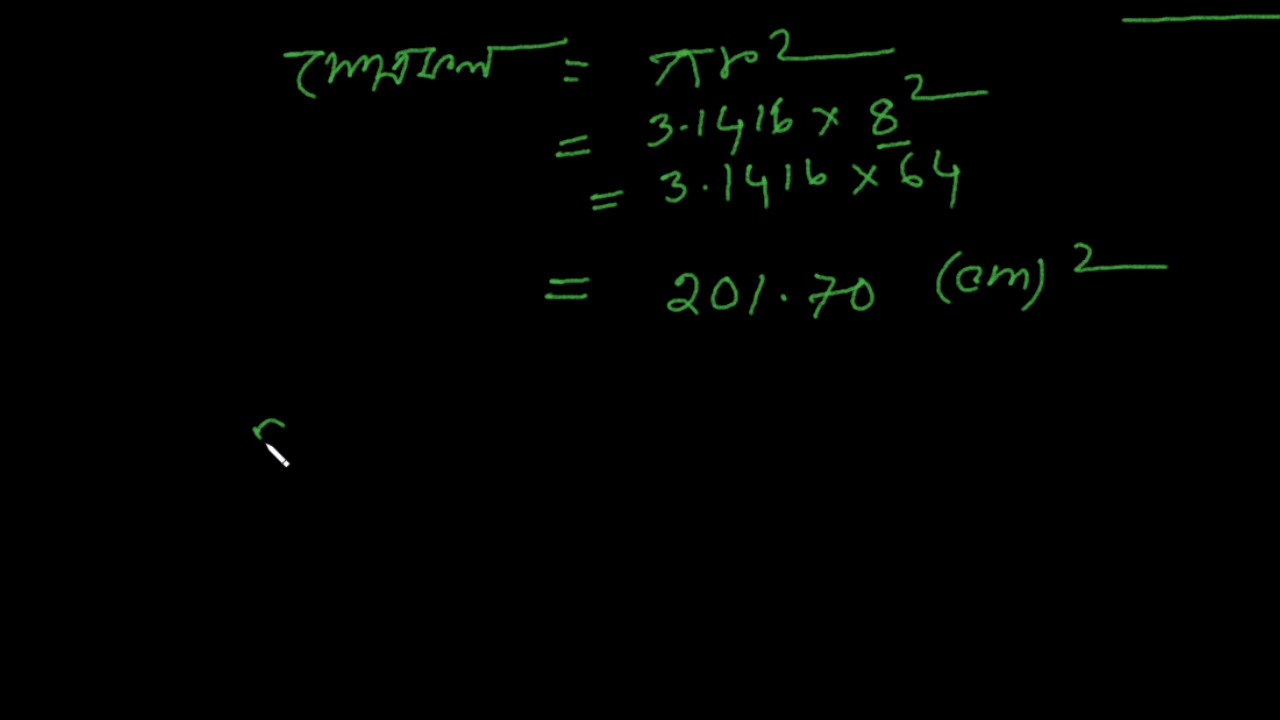 ক্ষেত্রফল = πr²
= 3.1416 × 8²
= 3.1416 × 64
= 201.70 (cm)²